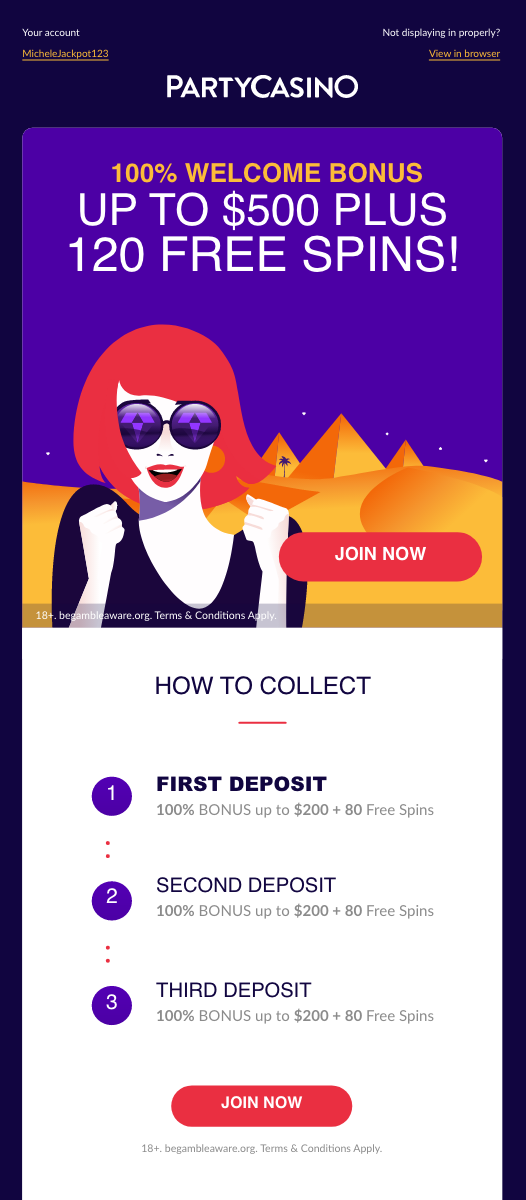 Your account
Not displaying in properly?
MicheleJackpot123
View in browser
PARTYCASINO
100% WELCOME BONUS
UP TO $500 PLUS
120 FREE SPINS!
JOIN NOW
18+. begambleaware.org. Terms & Conditions Apply.
HOW TO COLLECT
1
FIRST DEPOSIT
100% BONUS up to $200 + 80 Free Spins
2
SECOND DEPOSIT
100% BONUS up to $200 + 80 Free Spins
3
THIRD DEPOSIT
100% BONUS up to $200 + 80 Free Spins
JOIN NOW
18+. begambleaware.org. Terms & Conditions Apply.